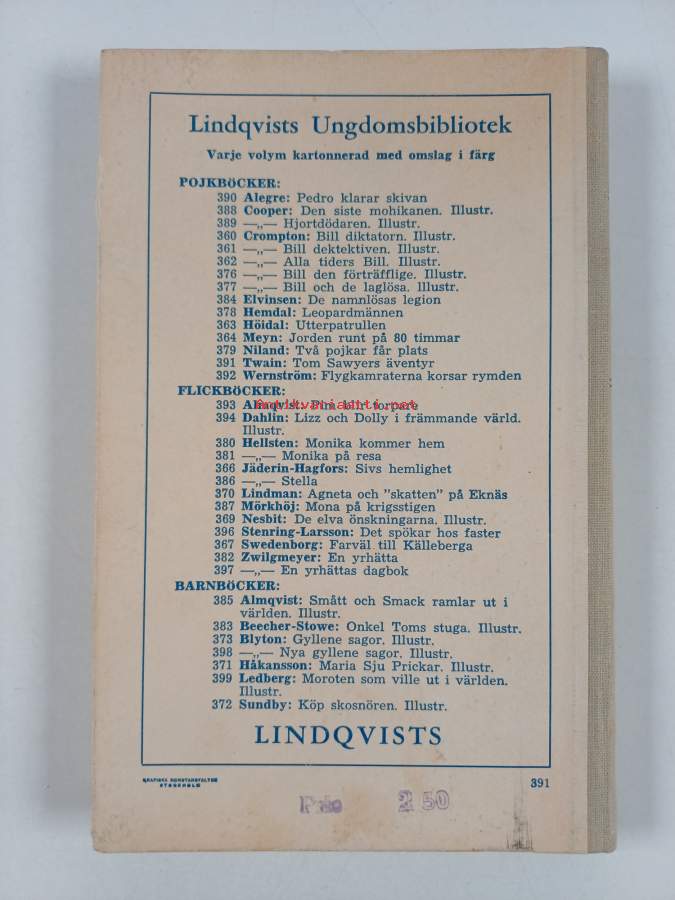 Lindqvists Ungdomsbibliotek
Varje volym kartonnerad med omslag i färg
POJKBöCKER:
390 Alegre: Pedro klarar skivan
388 Cooper: Den siste mohikanen. Illustr.
389 —„— Hjortdödaren. Illustr.
360 Crompton: Bill diktatorn. Illustr.
361 —„— Bill dektektiven. Illustr.
362 —„— Alla tiders Bill. Illustr.
376 —„— Bill den förträfflige. Illustr.
377 —„— Bill och de laglösa. Illustr.
384 Elvinsen: De namnlösas legion
378 Hemdal: Leopardmännen
363 Höidal: Utterpatrullen
364 Meyn: Jorden runt på 80 timmar
379 Niland: Två pojkar får plats
391 Twain: Tom Sawyers äventyr
392 Wernström: Flygkamraterna korsar rymden
FLICKBöCKER:
393 Almqvist: Pim blir torpare
394 Dahlin: Lizz och Dolly i främmande värld.
Illustr.
380 Hellsten: Monika kommer hem
381 —„— Monika på resa
366 Jäderin-Hagfors: Sivs hemlighet
386 —„— Stella
370 Lindman: Agneta och "skatten" på Eknäs
387 Mörkhöj: Mona på krigsstigen
369 Nesbit: De elva önskningarna. Illustr.
396 Stenring-Larsson: Det spökar hos faster
367 Swedenborg: Farväl till Källeberga
382 Zwilgmeyer: En yrhätta
397 —„— En yrhättas dagbok
BARNBÖCKER:
385 Almqvist: Smått och Smack ramlar ut i
världen. Illustr.
383 Beecher-Stowe: Onkel Toms stuga. Illustr.
373 Blyton: Gyllene sagor. Illustr.
398 —„— Nya gyllene sagor. Illustr.
371 Håkansson: Maria Sju Prickar. Illustr.
399 Ledberg: Moroten som ville ut i världen.
Illustr.
372 Sundby: Köp skosnören. Illustr.
LINDQVISTS
GRAFISKA KONSTANSTALTEN
STOCKHOLM
391
2 50